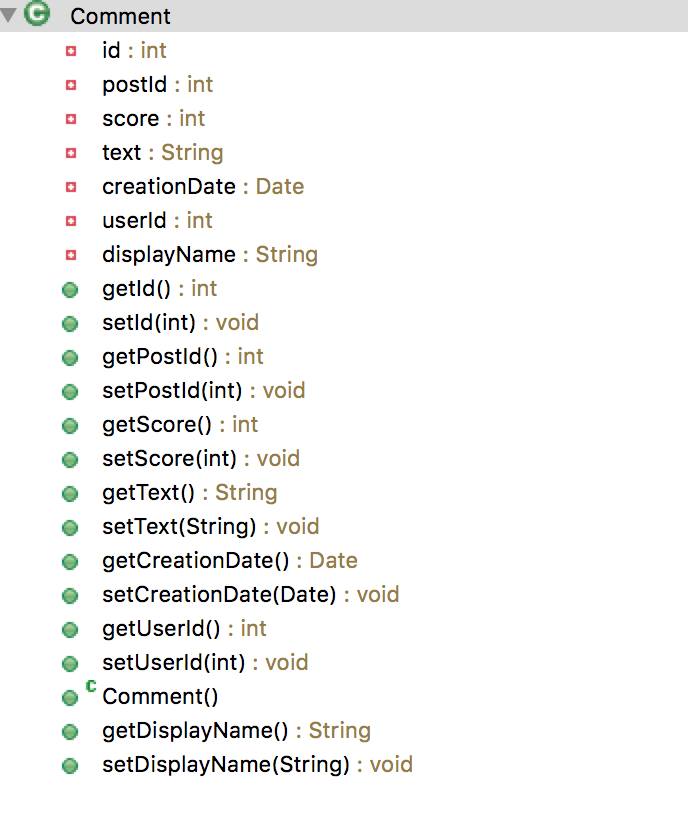 Comment
id : int
postId : int
score : int
text : String
creationDate : Date
userId : int
displayName : String
getId() : int
setId(int) : void
getPostId() : int
setPostId(int) : void
getScore() : int
setScore(int) : void
getText() : String
setText(String) : void
getCreationDate() : Date
setCreationDate(Date) : void
getUserId() : int
setUserId(int) : void
C Comment()
getDisplayName() : String
setDisplayName(String) : void